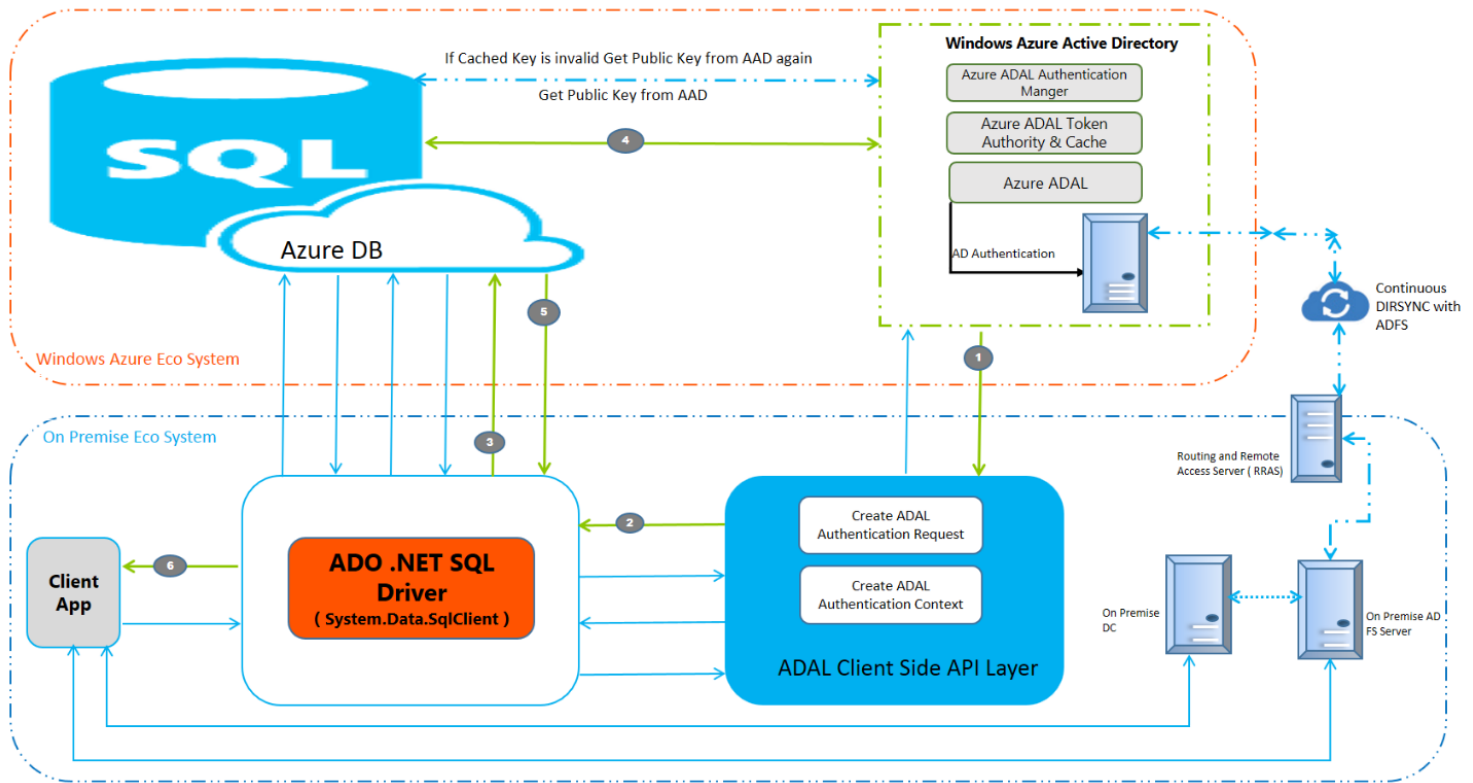 Windows Azure Active Directory
If Cached Key is invalid Get Public Key from AAD again
Get Public Key from AAD
Azure ADAL Authentication
Manger
Azure ADAL Token
Authority & Cache
Azure ADAL
AD Authentication
SQL
Azure DB
4
5
1
3
Continuous
DIRSYNC with
ADFS
Windows Azure Eco System
On Premise Eco System
Routing and Remote
Access Server ( RRAS)
Client
App
6
ADO .NET SQL
Driver
( System.Data.SqlClient )
2
Create ADAL
Authentication Request
Create ADAL
Authentication Context
ADAL Client Side API Layer
On Premise
DC
On Premise AD
FS Server